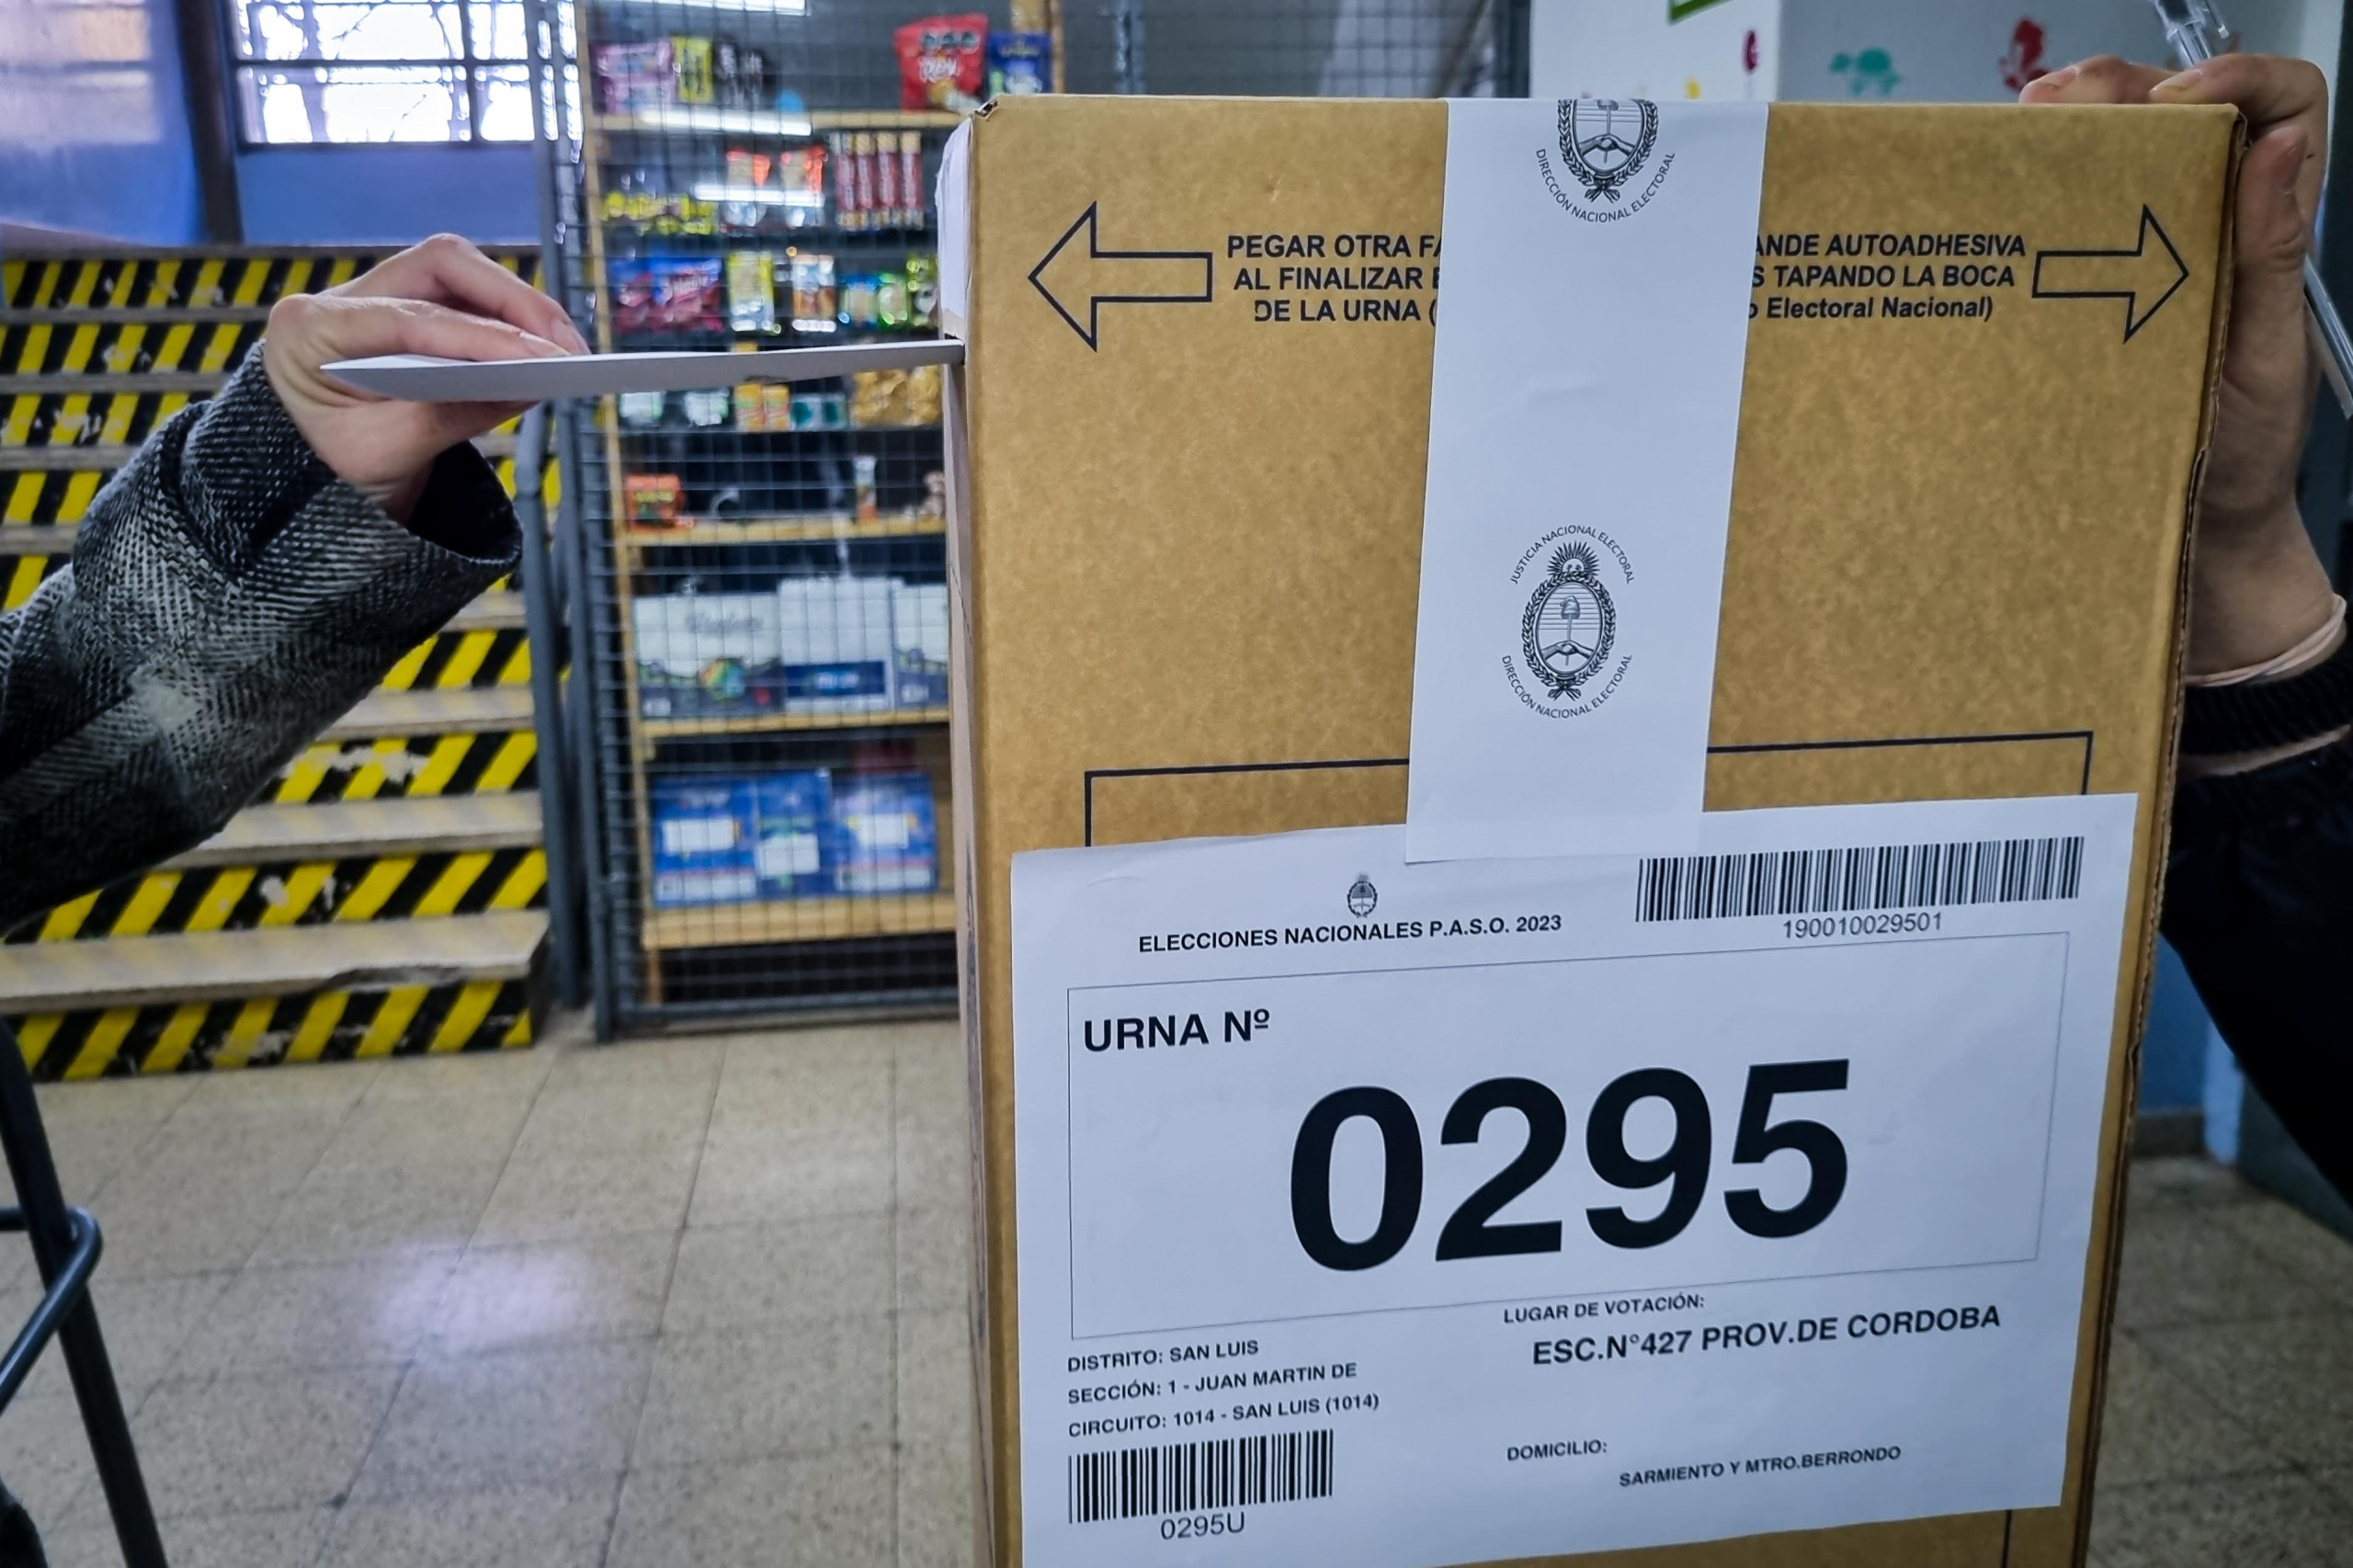 DIRECCIÓN NACIONAL ELECTORAL
PEGAR OTRA FA
AL FINALIZAR E
DE LA URNA (
ANDE AUTOADHESIVA
S TAPANDO LA BOCA
o Electoral Nacional)
JUSTICIA NACIONAL ELECTORAL
DIRECCIÓN NACIONAL ELECTORAL
ELECCIONES NACIONALES P.A.S.O. 2023
190010029501
URNA Nº
0295
DISTRITO: SAN LUIS
SECCIÓN: 1 - JUAN MARTIN DE
CIRCUITO: 1014 - SAN LUIS (1014)
0295U
LUGAR DE VOTACIÓN:
ESC.N°427 PROV.DE CORDOBA
DOMICILIO:
SARMIENTO Y MTRO.BERRONDO